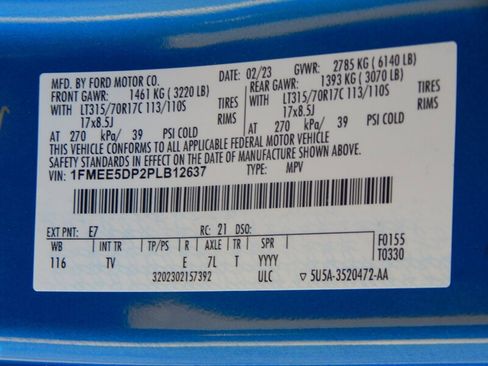 MFD. BY FORD MOTOR CO. DATE: 02/23 GVWR: 2785 KG ( 6140 LB)
FRONT GAWR: 1461 KG ( 3220 LB) REAR GAWR: 1393 KG ( 3070 LB)
WITH LT315/70R17C 113/110S TIRES WITH LT315/70R17C 113/110S TIRES
17x8.5J RIMS 17x8.5J RIMS
AT 270 kPa/ 39 PSI COLD AT 270 kPa/ 39 PSI COLD
THIS VEHICLE CONFORMS TO ALL APPLICABLE FEDERAL MOTOR VEHICLE
SAFETY STANDARDS IN EFFECT ON THE DATE OF MANUFACTURE SHOWN ABOVE.
VIN: 1FMEE5DP2PLB12637 TYPE: MPV
EXT PNT: E7 RC: 21 DSO: F0155
WB INT TR TP/PS R AXLE TR SPR T0330
116 TV E 7L T YYYY
3202302157392 ULC ▽ 5U5A-3520472-AA